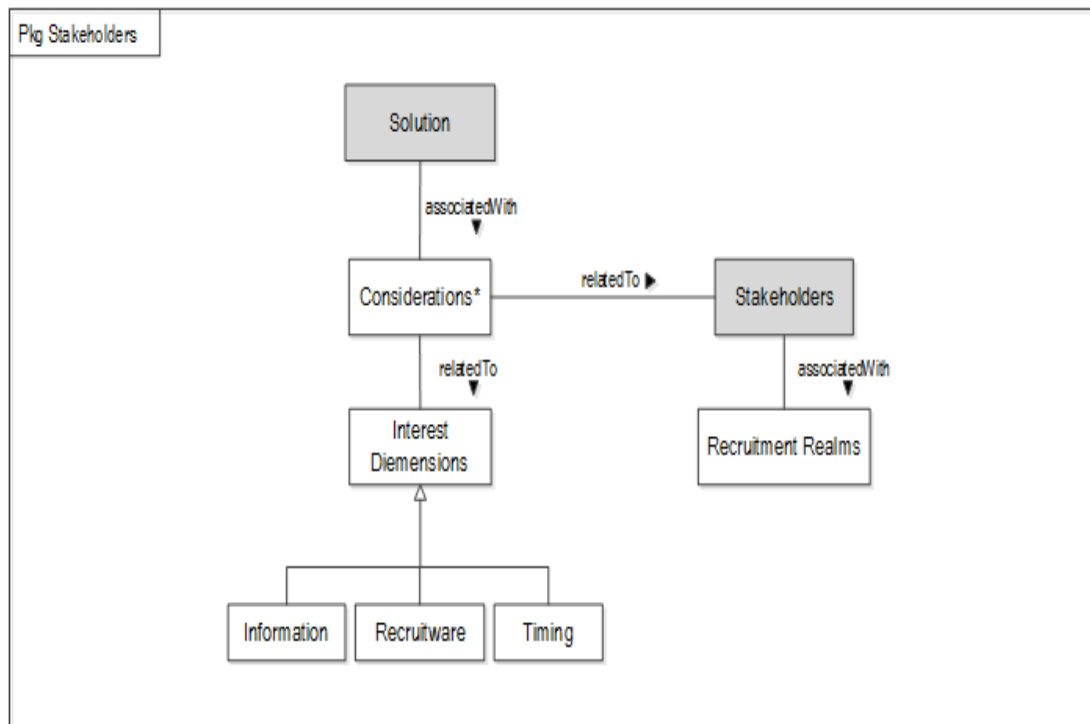 Pkg Stakeholders
Solution
associatedWith
Considerations*
relatedTo
Stakeholders
relatedTo
associatedWith
Interest
Diemensions
Recruitment Realms
Information
Recruitware
Timing